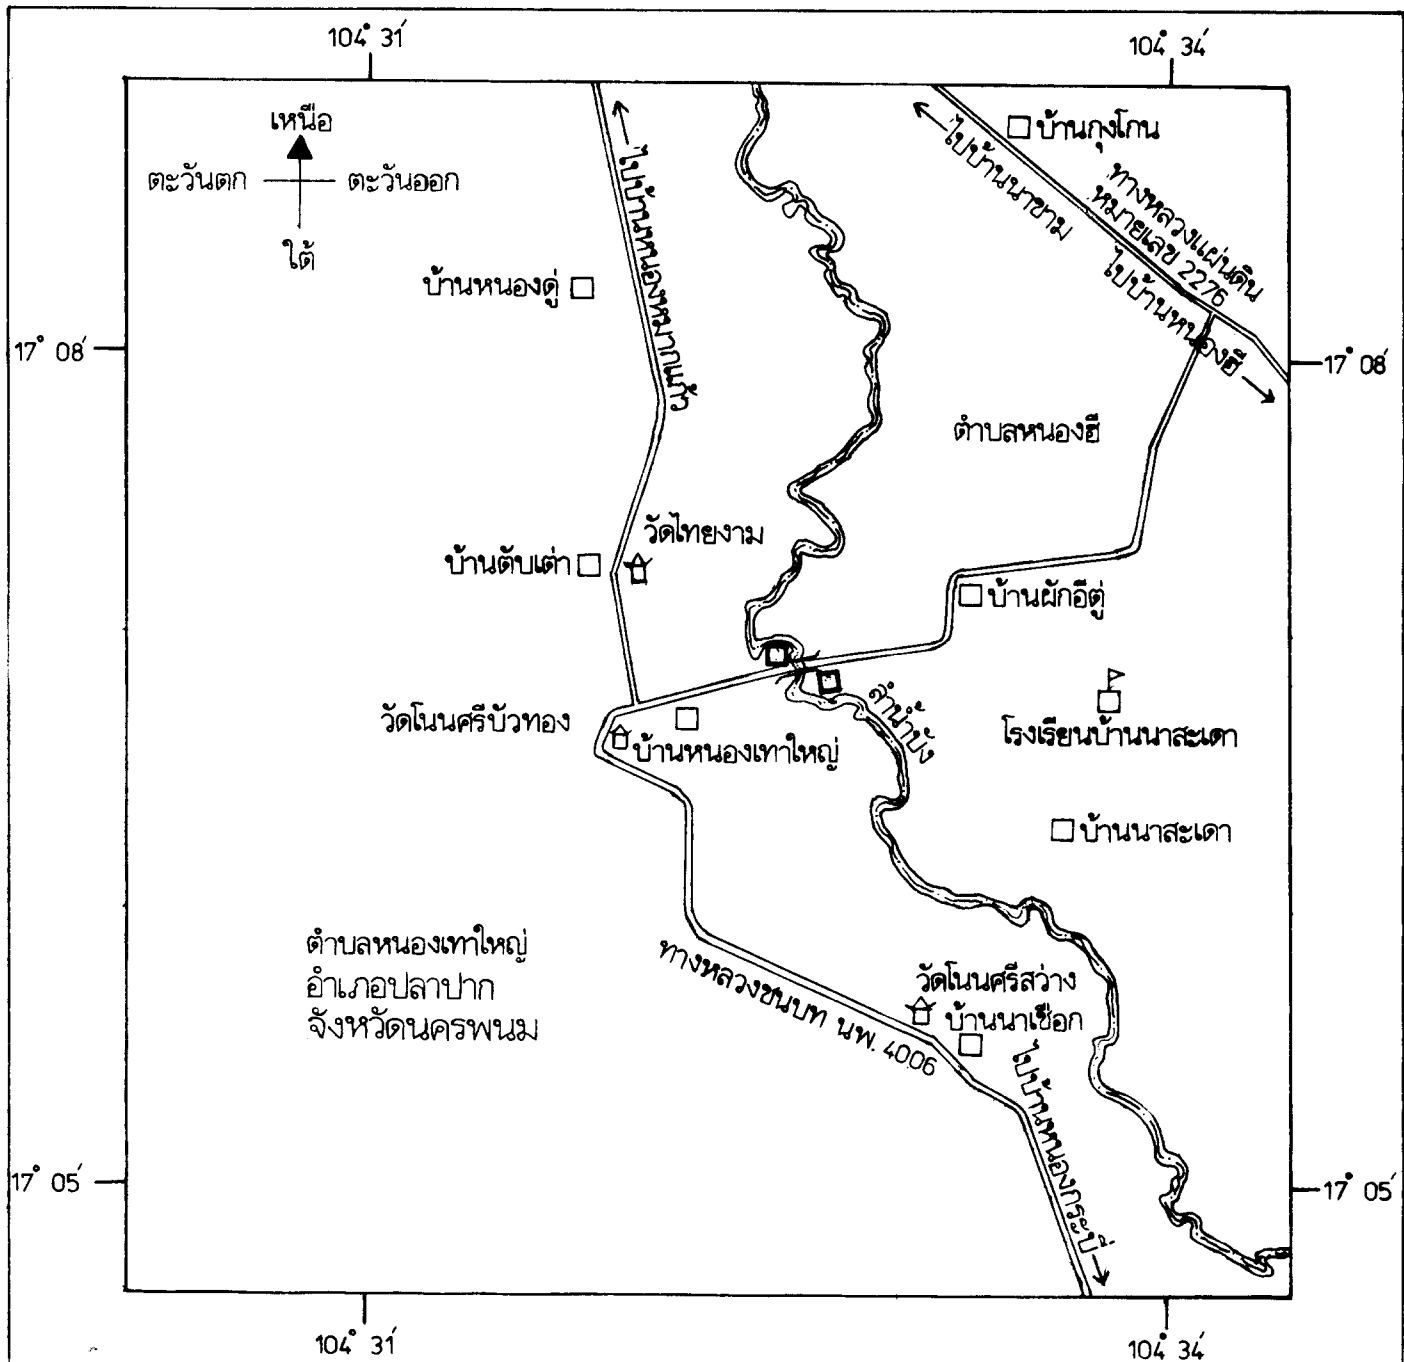 104° 31′
104° 34′
เหนือ
ตะวันตก
ตะวันออก
ใต้
บ้านกุงโกน
ไปบ้านนาขาม
ทางหลวงแผ่นดิน
หมายเลข 2276
ไปบ้านหนองฮี
ไปบ้านหนองหมากแก้ว
บ้านหนองดู่
17° 08′
17° 08′
ตำบลหนองฮี
วัดไทยงาม
บ้านตับเต่า
บ้านผักอีตู่
ลำน้ำบัง
วัดโนนศรีบัวทอง
บ้านหนองเทาใหญ่
โรงเรียนบ้านนาสะเดา
บ้านนาสะเดา
ตำบลหนองเทาใหญ่
อำเภอปลาปาก
จังหวัดนครพนม
ทางหลวงชนบท นพ. 4006
วัดโนนศรีสว่าง
บ้านนาเชือก
ไปบ้านหนองกระบี่
17° 05′
17° 05′
104° 31′
104° 34′